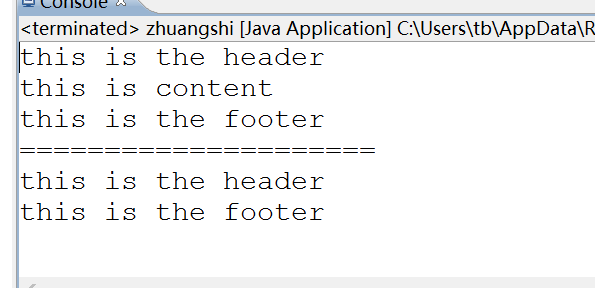 Console
<terminated> zhuangshi [Java Application] C:\Users\tb\AppData\R
this is the header
this is content
this is the footer
=====================
this is the header
this is the footer